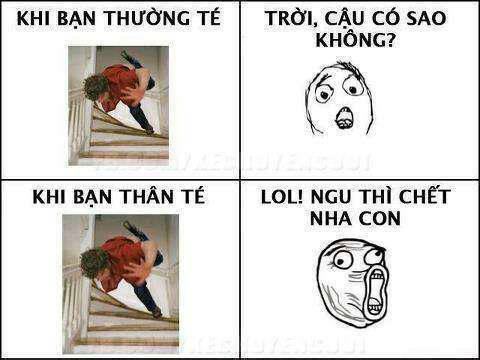 KHI BẠN THƯỜNG TÉ
TRỜI, CẬU CÓ SAO
KHÔNG?
KHI BẠN THÂN TÉ
LOL! NGU THÌ CHẾT
NHA CON